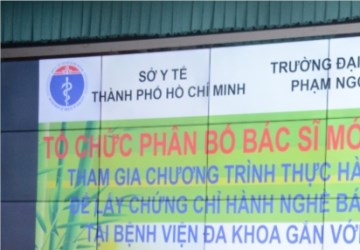 SỞ Y TẾ
THÀNH PHỐ HỒ CHÍ MINH
TRƯỜNG ĐẠI
PHẠM NGỌ
TỔ CHỨC PHÂN BỔ BÁC SĨ MỚ
THAM GIA CHƯƠNG TRÌNH THỰC HÀ
ĐỂ LẤY CHỨNG CHỈ HÀNH NGHỀ BÁ
TẠI BỆNH VIỆN ĐA KHOA GẮN VỚ